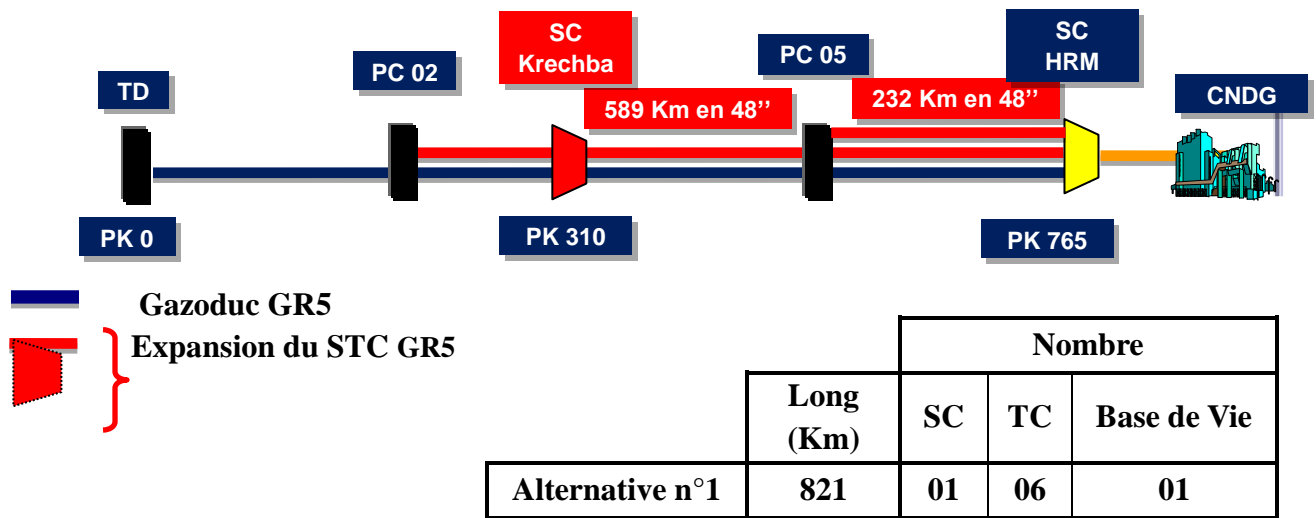 SC
Krechba
SC
HRM
PC 02
PC 05
TD
589 Km en 48’’
232 Km en 48’’
CNDG
PK 0
PK 310
PK 765
Gazoduc GR5
Expansion du STC GR5
Nombre
Long
(Km)
SC
TC
Base de Vie
Alternative n°1
821
01
06
01